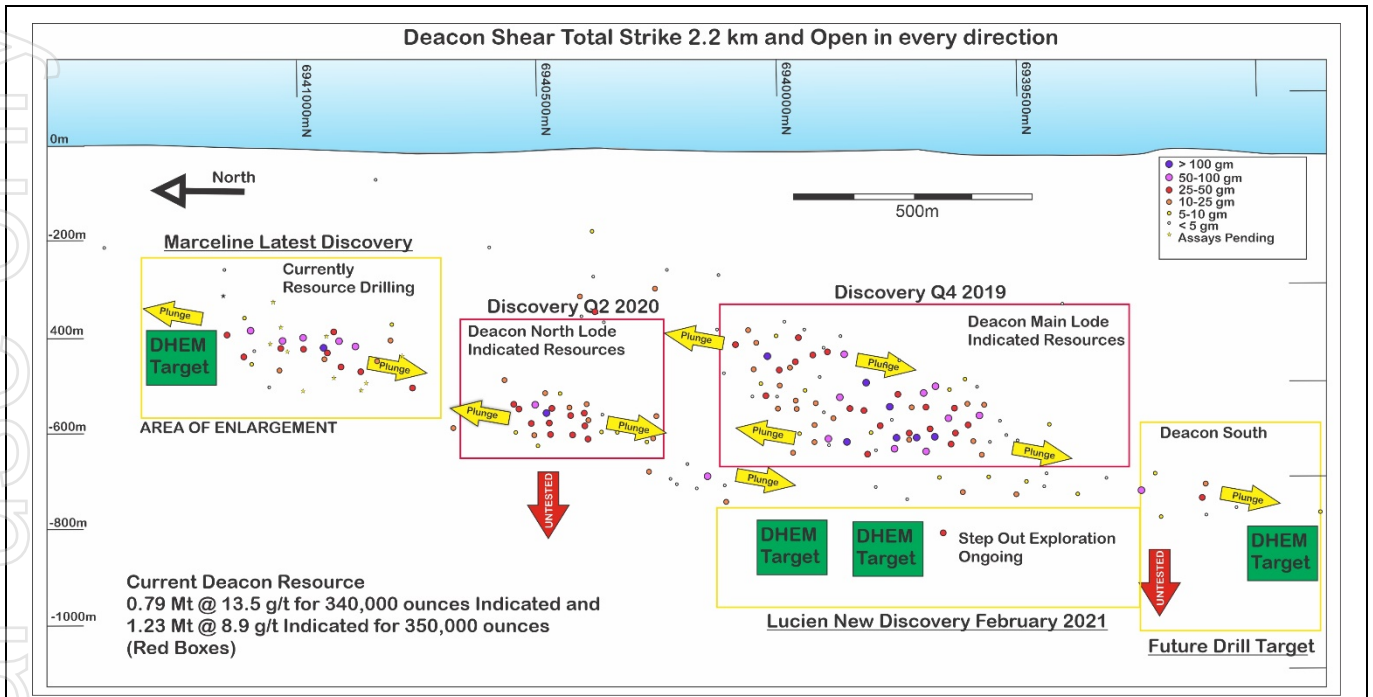 Deacon Shear Total Strike 2.2 km and Open in every direction
6941000mN
6940500mN
6940000mN
6939500mN
0m
-200m
-400m
-600m
-800m
-1000m
North
500m
> 100 gm
50-100 gm
25-50 gm
10-25 gm
5-10 gm
< 5 gm
Assays Pending
Marceline Latest Discovery
Currently
Resource Drilling
Plunge
DHEM
Target
Plunge
AREA OF ENLARGEMENT
Discovery Q2 2020
Deacon North Lode
Indicated Resources
Plunge
Plunge
UNTESTED
Discovery Q4 2019
Deacon Main Lode
Indicated Resources
Plunge
Plunge
Plunge
Plunge
Plunge
DHEM
Target
DHEM
Target
Step Out Exploration
Ongoing
Lucien New Discovery February 2021
Deacon South
Plunge
UNTESTED
DHEM
Target
Future Drill Target
Current Deacon Resource
0.79 Mt @ 13.5 g/t for 340,000 ounces Indicated and
1.23 Mt @ 8.9 g/t Indicated for 350,000 ounces
(Red Boxes)